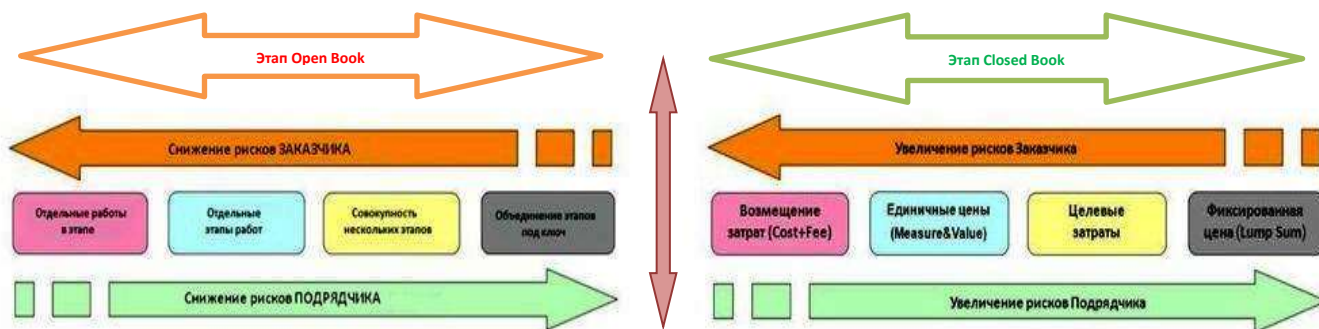 Этап Open Book
Этап Closed Book
Снижение рисков ЗАКАЗЧИКА
Увеличение рисков Заказчика
Отдельные работы
в этапе
Отдельные
этапы работ
Совокупность
нескольких этапов
Объединение этапов
под ключ
Возмещение
затрат (Cost+Fee)
Единичные цены
(Measure&Value)
Целевые
затраты
Фиксированная
цена (Lump Sum)
Снижение рисков ПОДРЯДЧИКА
Увеличение рисков Подрядчика